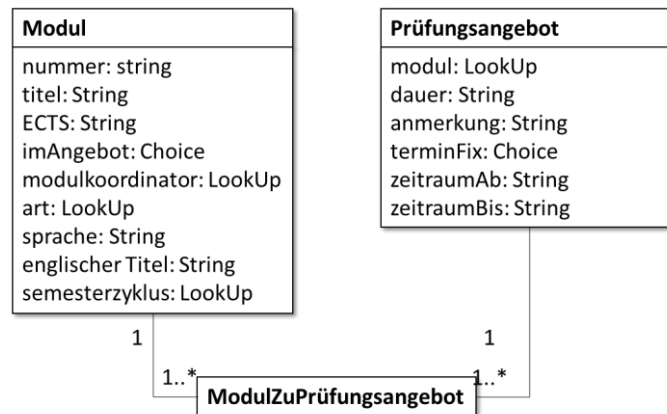 Modul
nummer: string
titel: String
ECTS: String
imAngebot: Choice
modulkoordinator: LookUp
art: LookUp
sprache: String
englischer Titel: String
semesterzyklus: LookUp
Prüfungsangebot
modul: LookUp
dauer: String
anmerkung: String
terminFix: Choice
zeitraumAb: String
zeitraumBis: String
1
1
1..*
1..*
ModulZuPrüfungsangebot